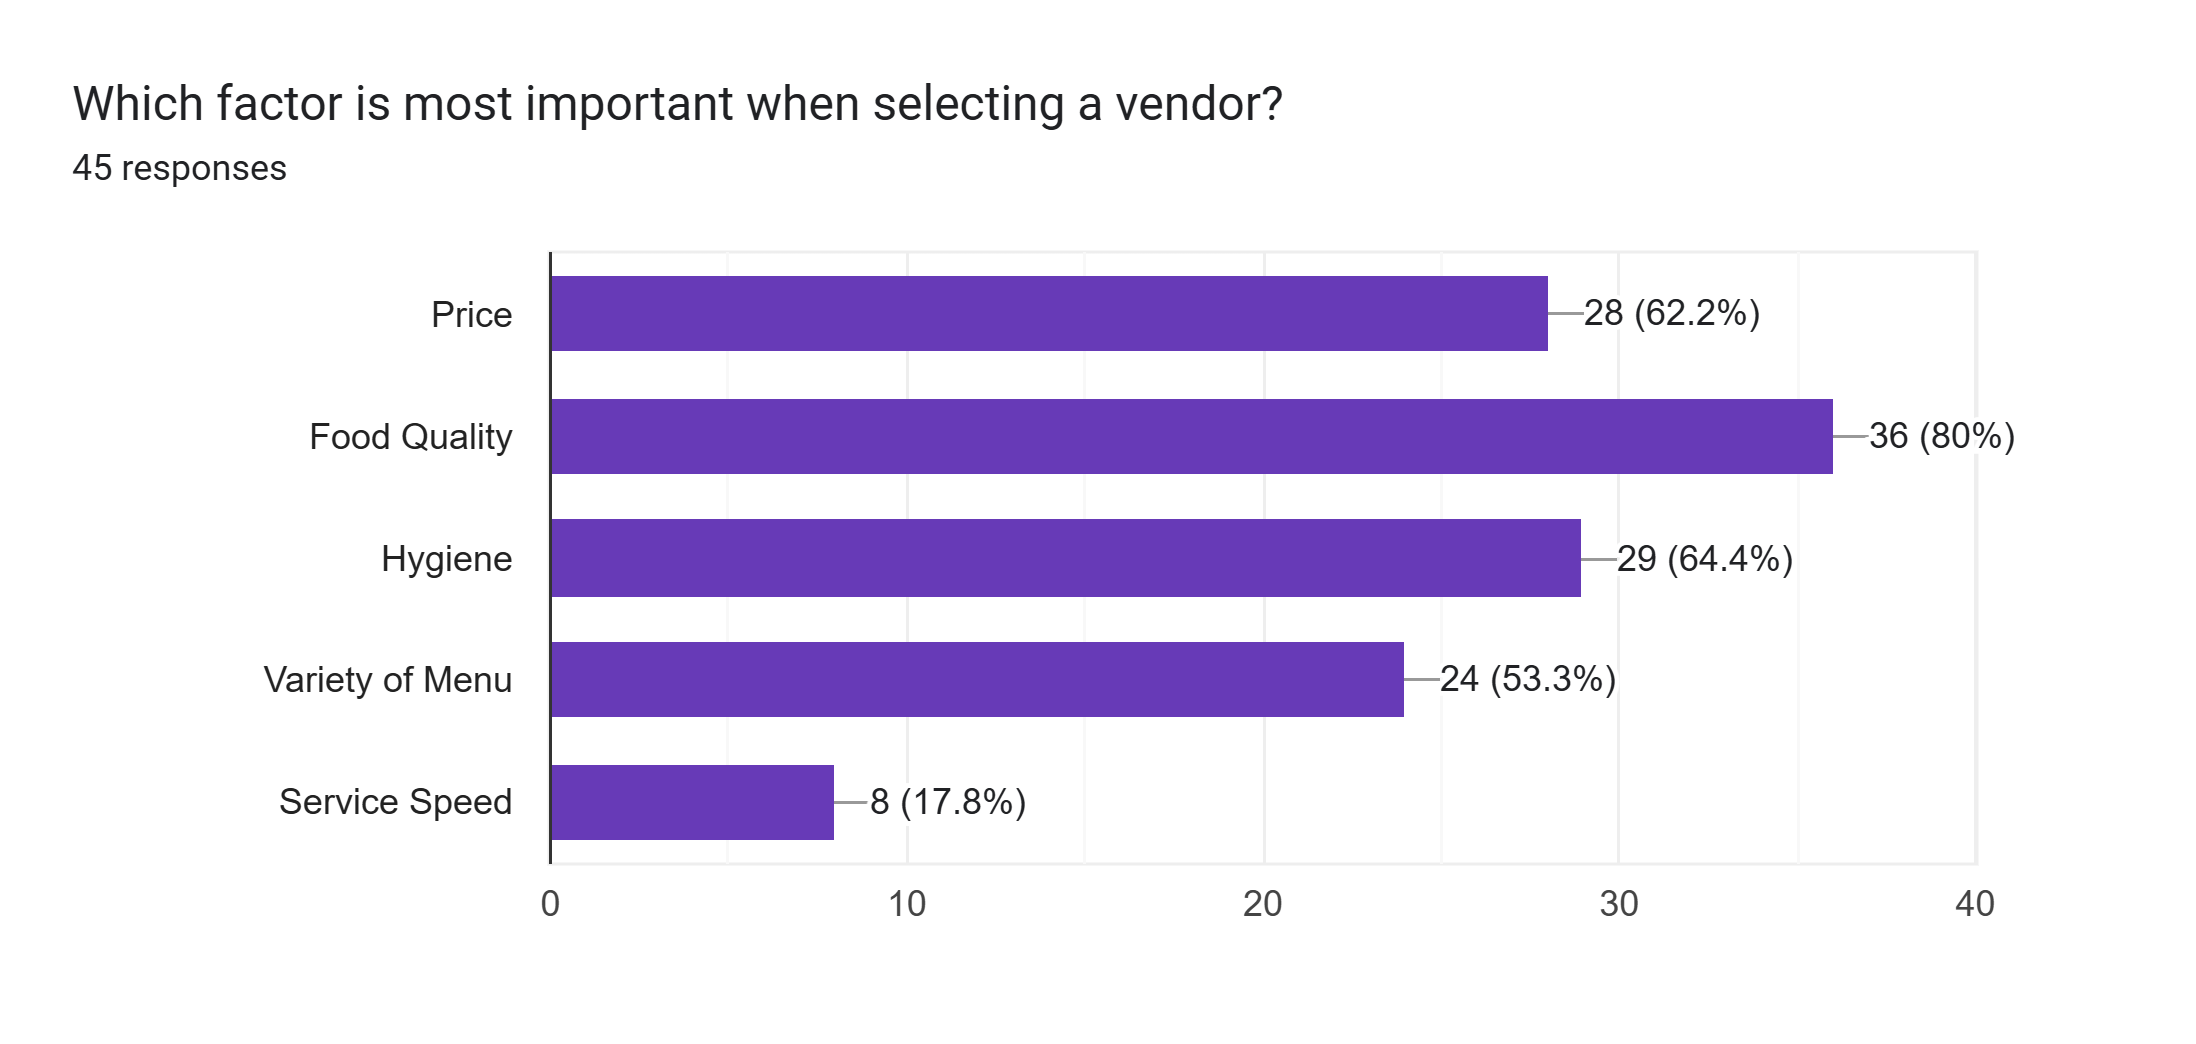 Which factor is most important when selecting a vendor?
45 responses
Price
28 (62.2%)
Food Quality
36 (80%)
Hygiene
29 (64.4%)
Variety of Menu
24 (53.3%)
Service Speed
8 (17.8%)
0 10 20 30 40